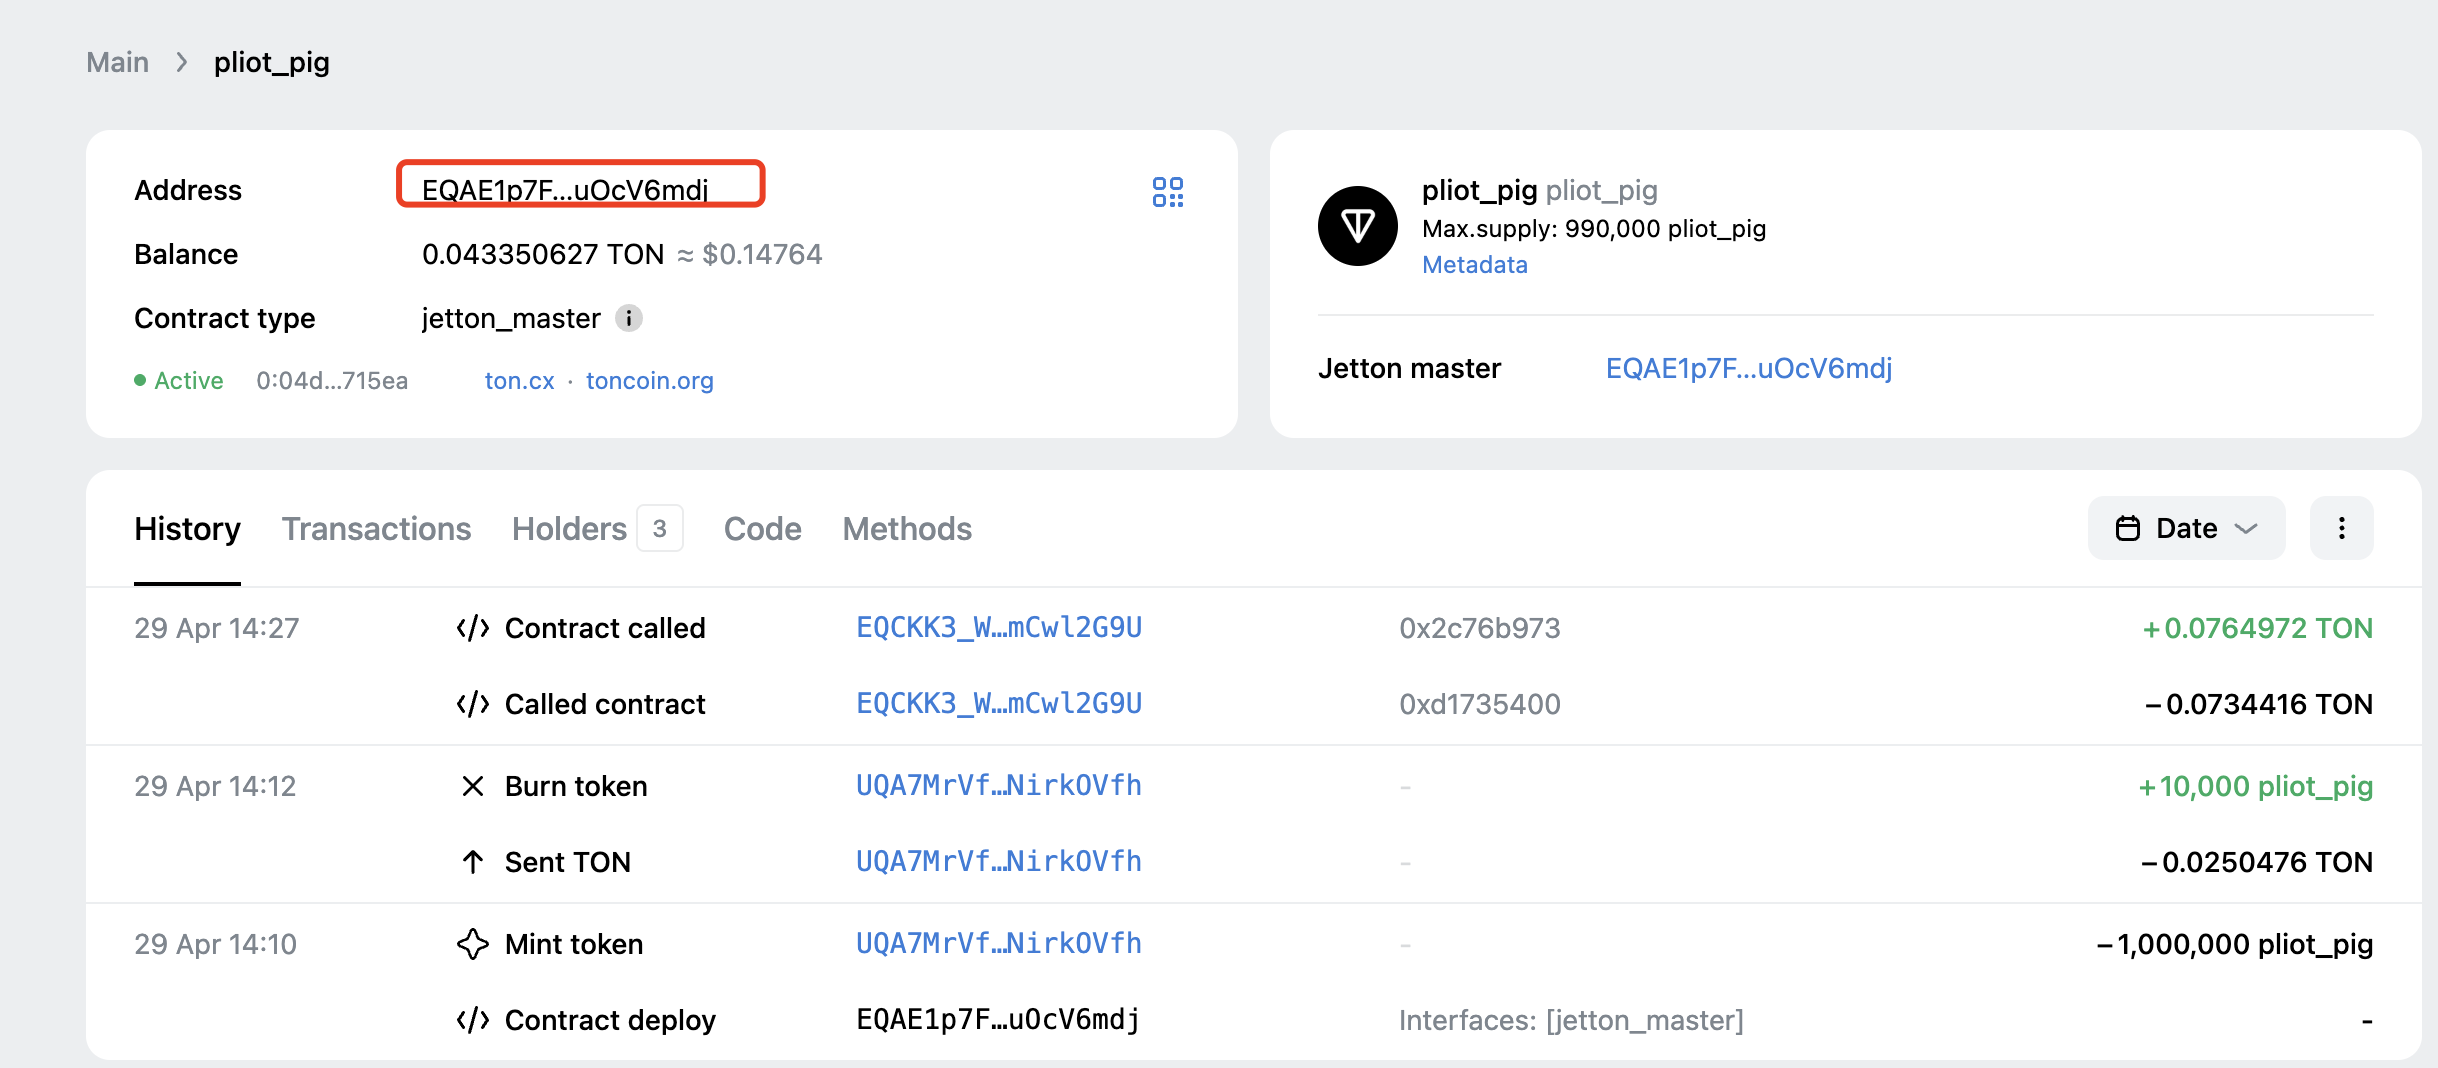 Main > pliot_pig
Address EQAE1p7F...uOcV6mdj
Balance 0.043350627 TON ≈ $0.14764
Contract type jetton_master i
Active 0:04d...715ea ton.cx · toncoin.org
pliot_pig pliot_pig
Max.supply: 990,000 pliot_pig
Metadata
Jetton master EQAE1p7F...uOcV6mdj
History Transactions Holders 3 Code Methods Date
29 Apr 14:27 </> Contract called EQCKK3_W…mCwl2G9U 0x2c76b973 +0.0764972 TON
</> Called contract EQCKK3_W…mCwl2G9U 0xd1735400 −0.0734416 TON
29 Apr 14:12 Burn token UQA7MrVf…NirkOVfh - +10,000 pliot_pig
Sent TON UQA7MrVf…NirkOVfh - −0.0250476 TON
29 Apr 14:10 Mint token UQA7MrVf…NirkOVfh - −1,000,000 pliot_pig
</> Contract deploy EQAE1p7F…uOcV6mdj Interfaces: [jetton_master] -